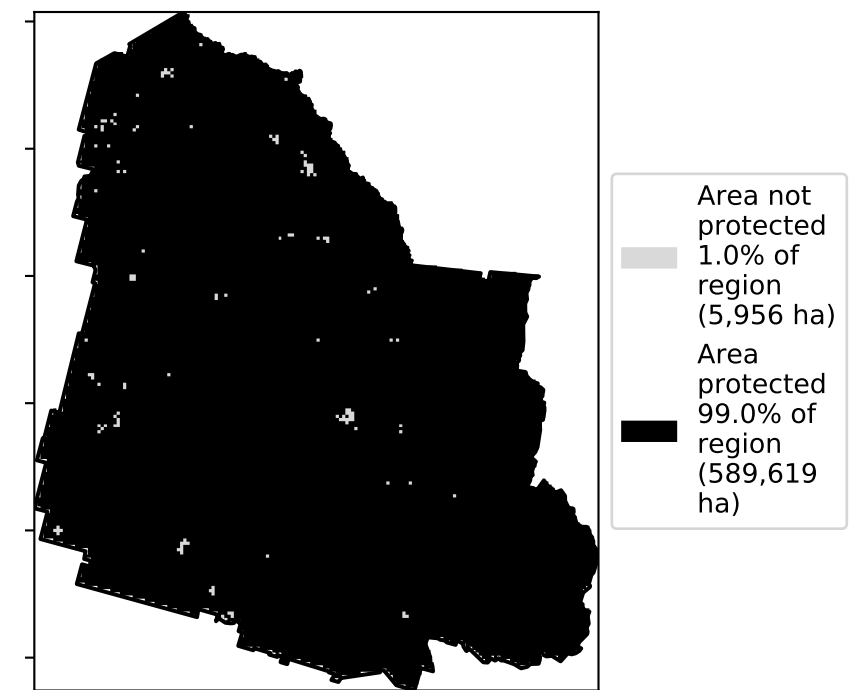 Area not
protected
1.0% of
region
(5,956 ha)
Area
protected
99.0% of
region
(589,619
ha)